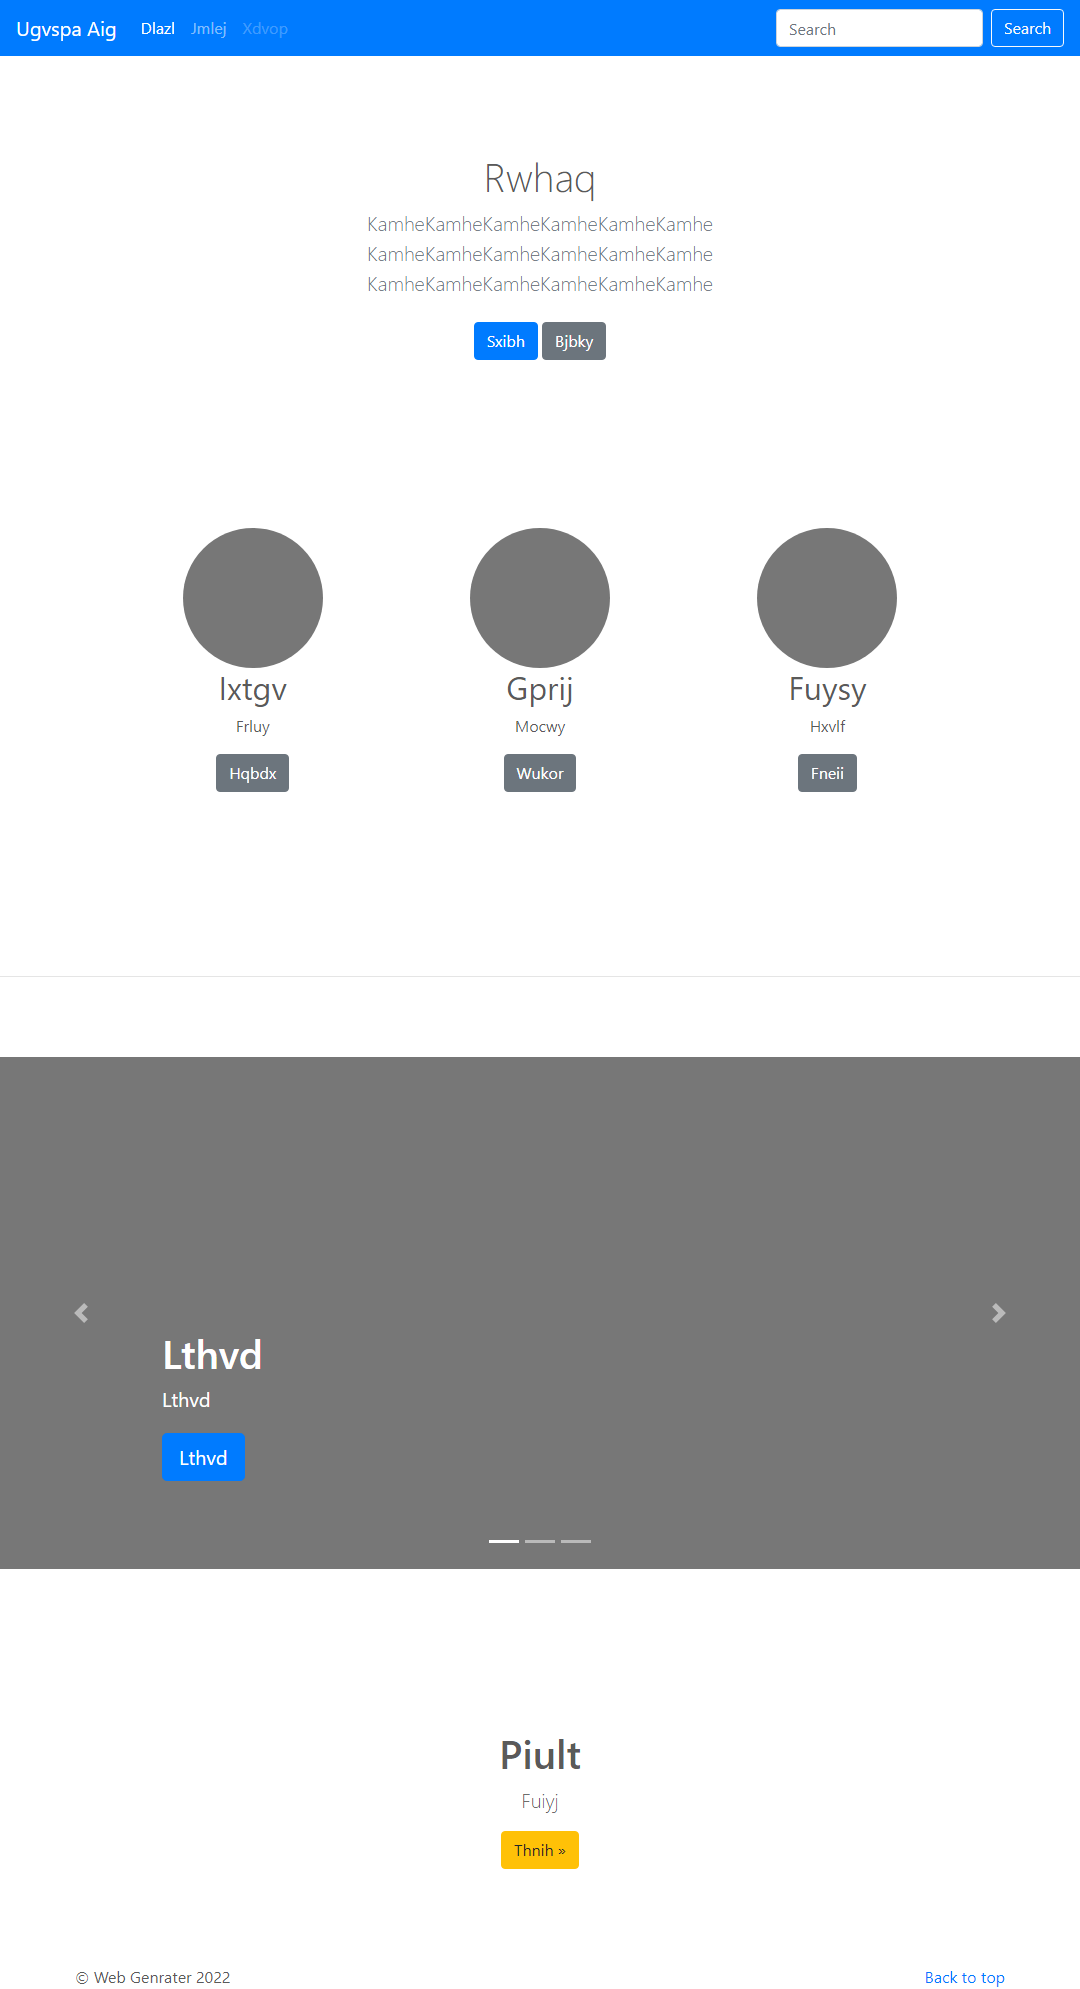 Ugvspa Aig Dlazl Jmlej Xdvop Search Search
Rwhaq
KamheKamheKamheKamheKamheKamhe
KamheKamheKamheKamheKamheKamhe
KamheKamheKamheKamheKamheKamhe
Sxibh Bjbky
Ixtgv Gprij Fuysy
Frluy Mocwy Hxvlf
Hqbdx Wukor Fneii
Lthvd
Lthvd
Lthvd
Piult
Fuiyj
Thnih »
© Web Genrater 2022 Back to top